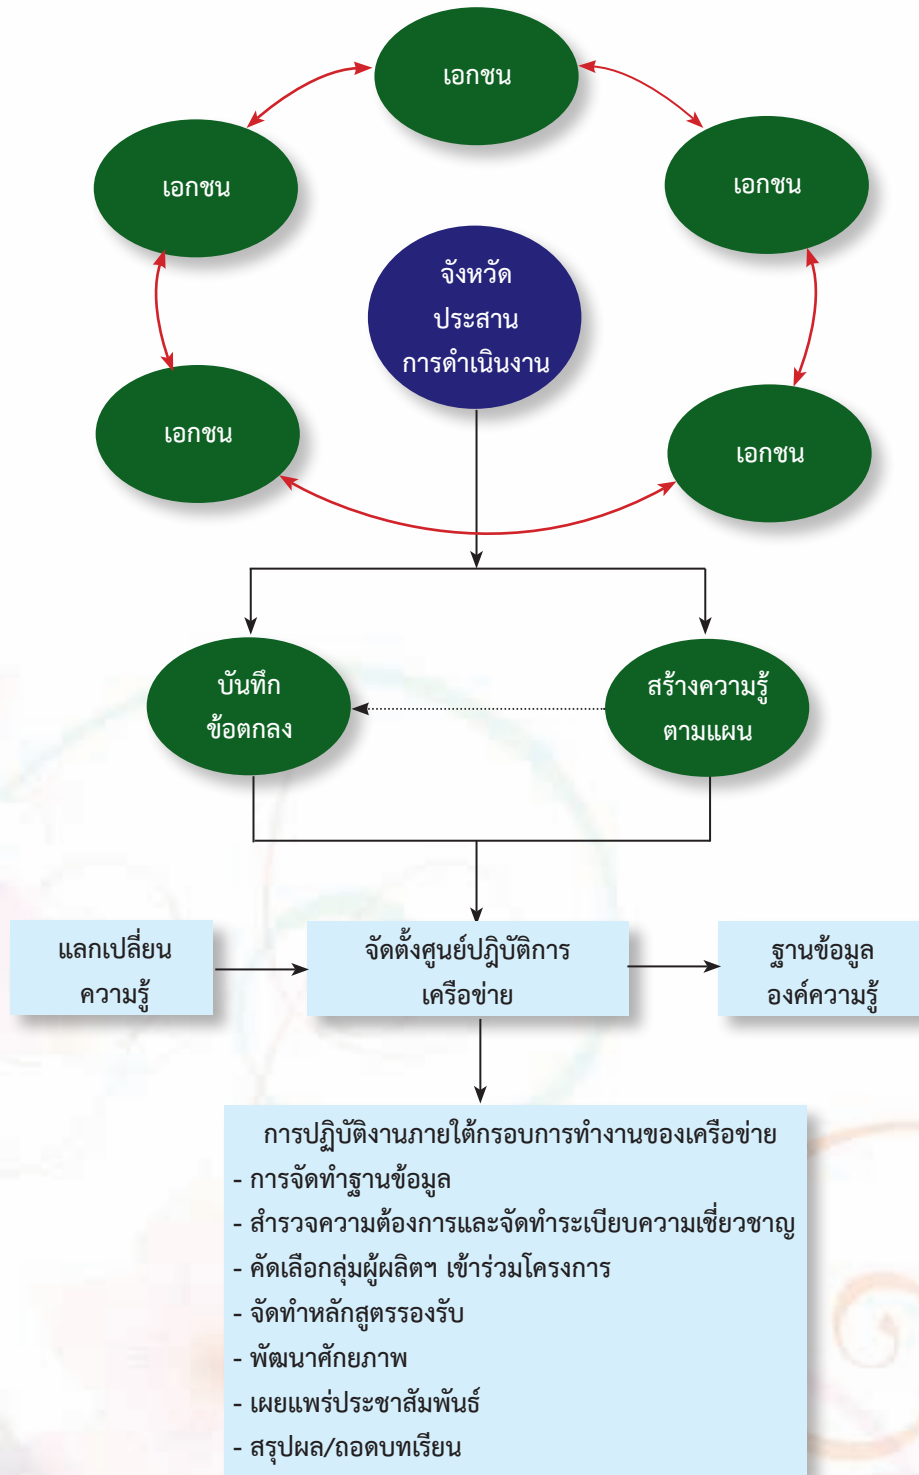 เอกชน
เอกชน
เอกชน
จังหวัด
ประสาน
การดำเนินงาน
เอกชน
เอกชน
บันทึก
ข้อตกลง
สร้างความรู้
ตามแผน
แลกเปลี่ยน
ความรู้
จัดตั้งศูนย์ปฎิบัติการ
เครือข่าย
ฐานข้อมูล
องค์ความรู้
การปฏิบัติงานภายใต้กรอบการทำงานของเครือข่าย
- การจัดทำฐานข้อมูล
- สำรวจความต้องการและจัดทำระเบียบความเชี่ยวชาญ
- คัดเลือกลุ่มผู้ผลิตฯ เข้าร่วมโครงการ
- จัดทำหลักสูตรรองรับ
- พัฒนาศักยภาพ
- เผยแพร่ประชาสัมพันธ์
- สรุปผล/ถอดบทเรียน